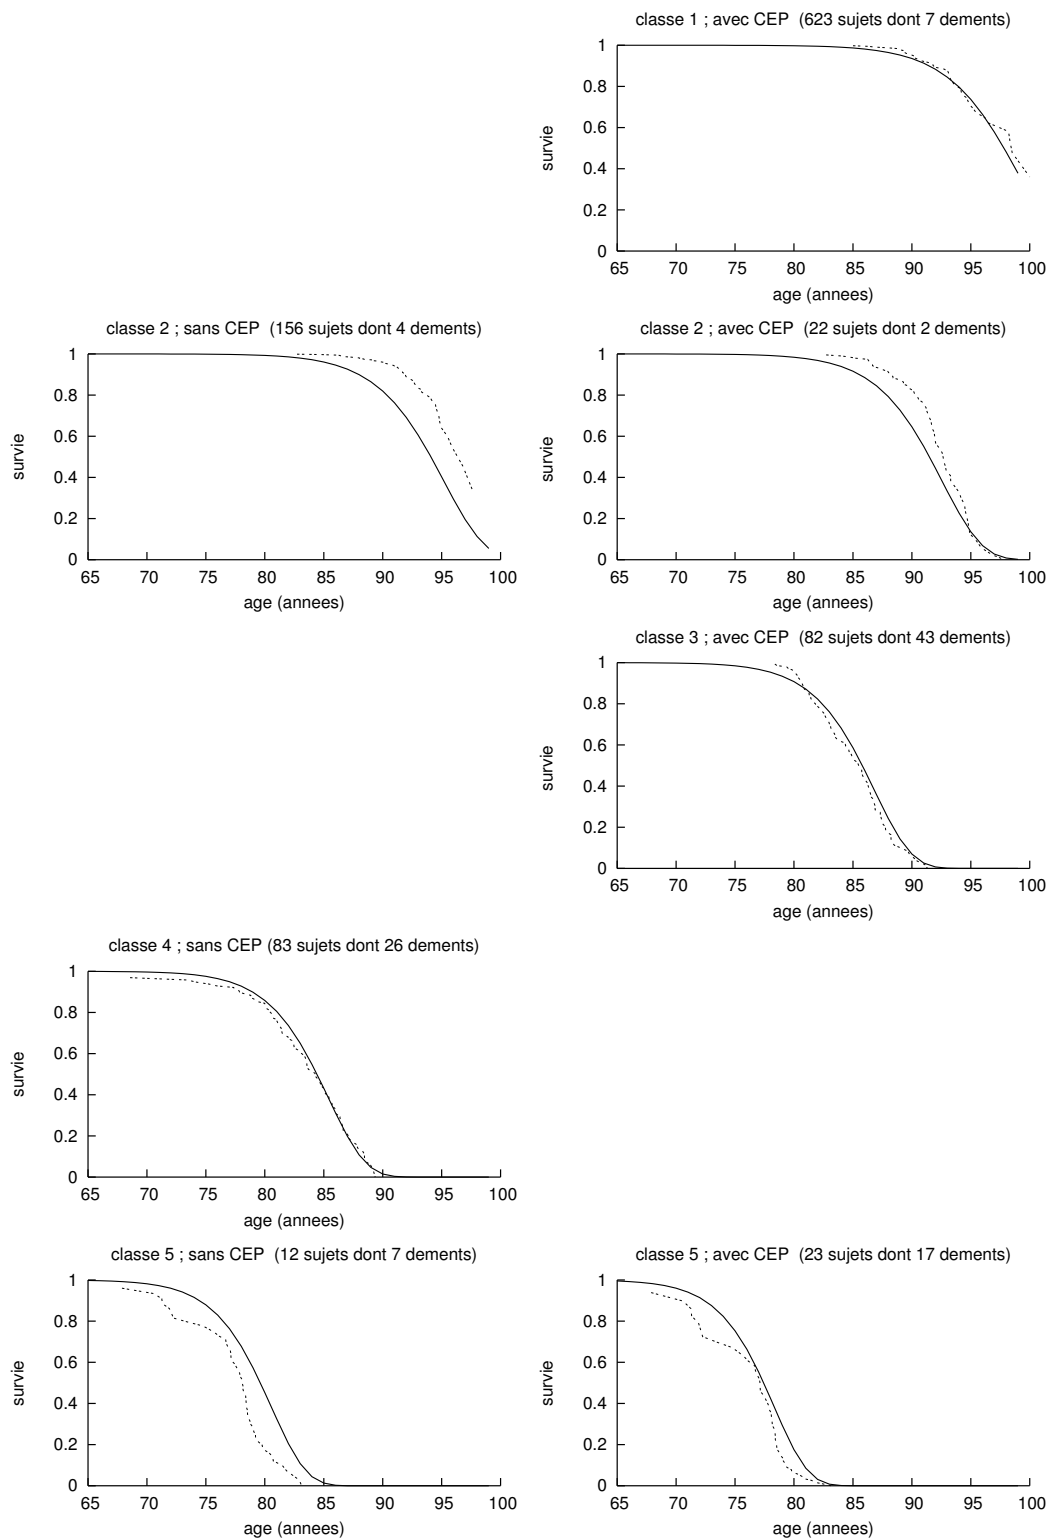 classe 1 ; avec CEP (623 sujets dont 7 dements)
1
0.8
0.6
0.4
0.2
0
survie
65 70 75 80 85 90 95 100
age (annees)
classe 2 ; sans CEP (156 sujets dont 4 dements)
1
0.8
0.6
0.4
0.2
0
survie
65 70 75 80 85 90 95 100
age (annees)
classe 2 ; avec CEP (22 sujets dont 2 dements)
1
0.8
0.6
0.4
0.2
0
survie
65 70 75 80 85 90 95 100
age (annees)
classe 3 ; avec CEP (82 sujets dont 43 dements)
1
0.8
0.6
0.4
0.2
0
survie
65 70 75 80 85 90 95 100
age (annees)
classe 4 ; sans CEP (83 sujets dont 26 dements)
1
0.8
0.6
0.4
0.2
0
survie
65 70 75 80 85 90 95 100
age (annees)
classe 5 ; sans CEP (12 sujets dont 7 dements)
1
0.8
0.6
0.4
0.2
0
survie
65 70 75 80 85 90 95 100
age (annees)
classe 5 ; avec CEP (23 sujets dont 17 dements)
1
0.8
0.6
0.4
0.2
0
survie
65 70 75 80 85 90 95 100
age (annees)